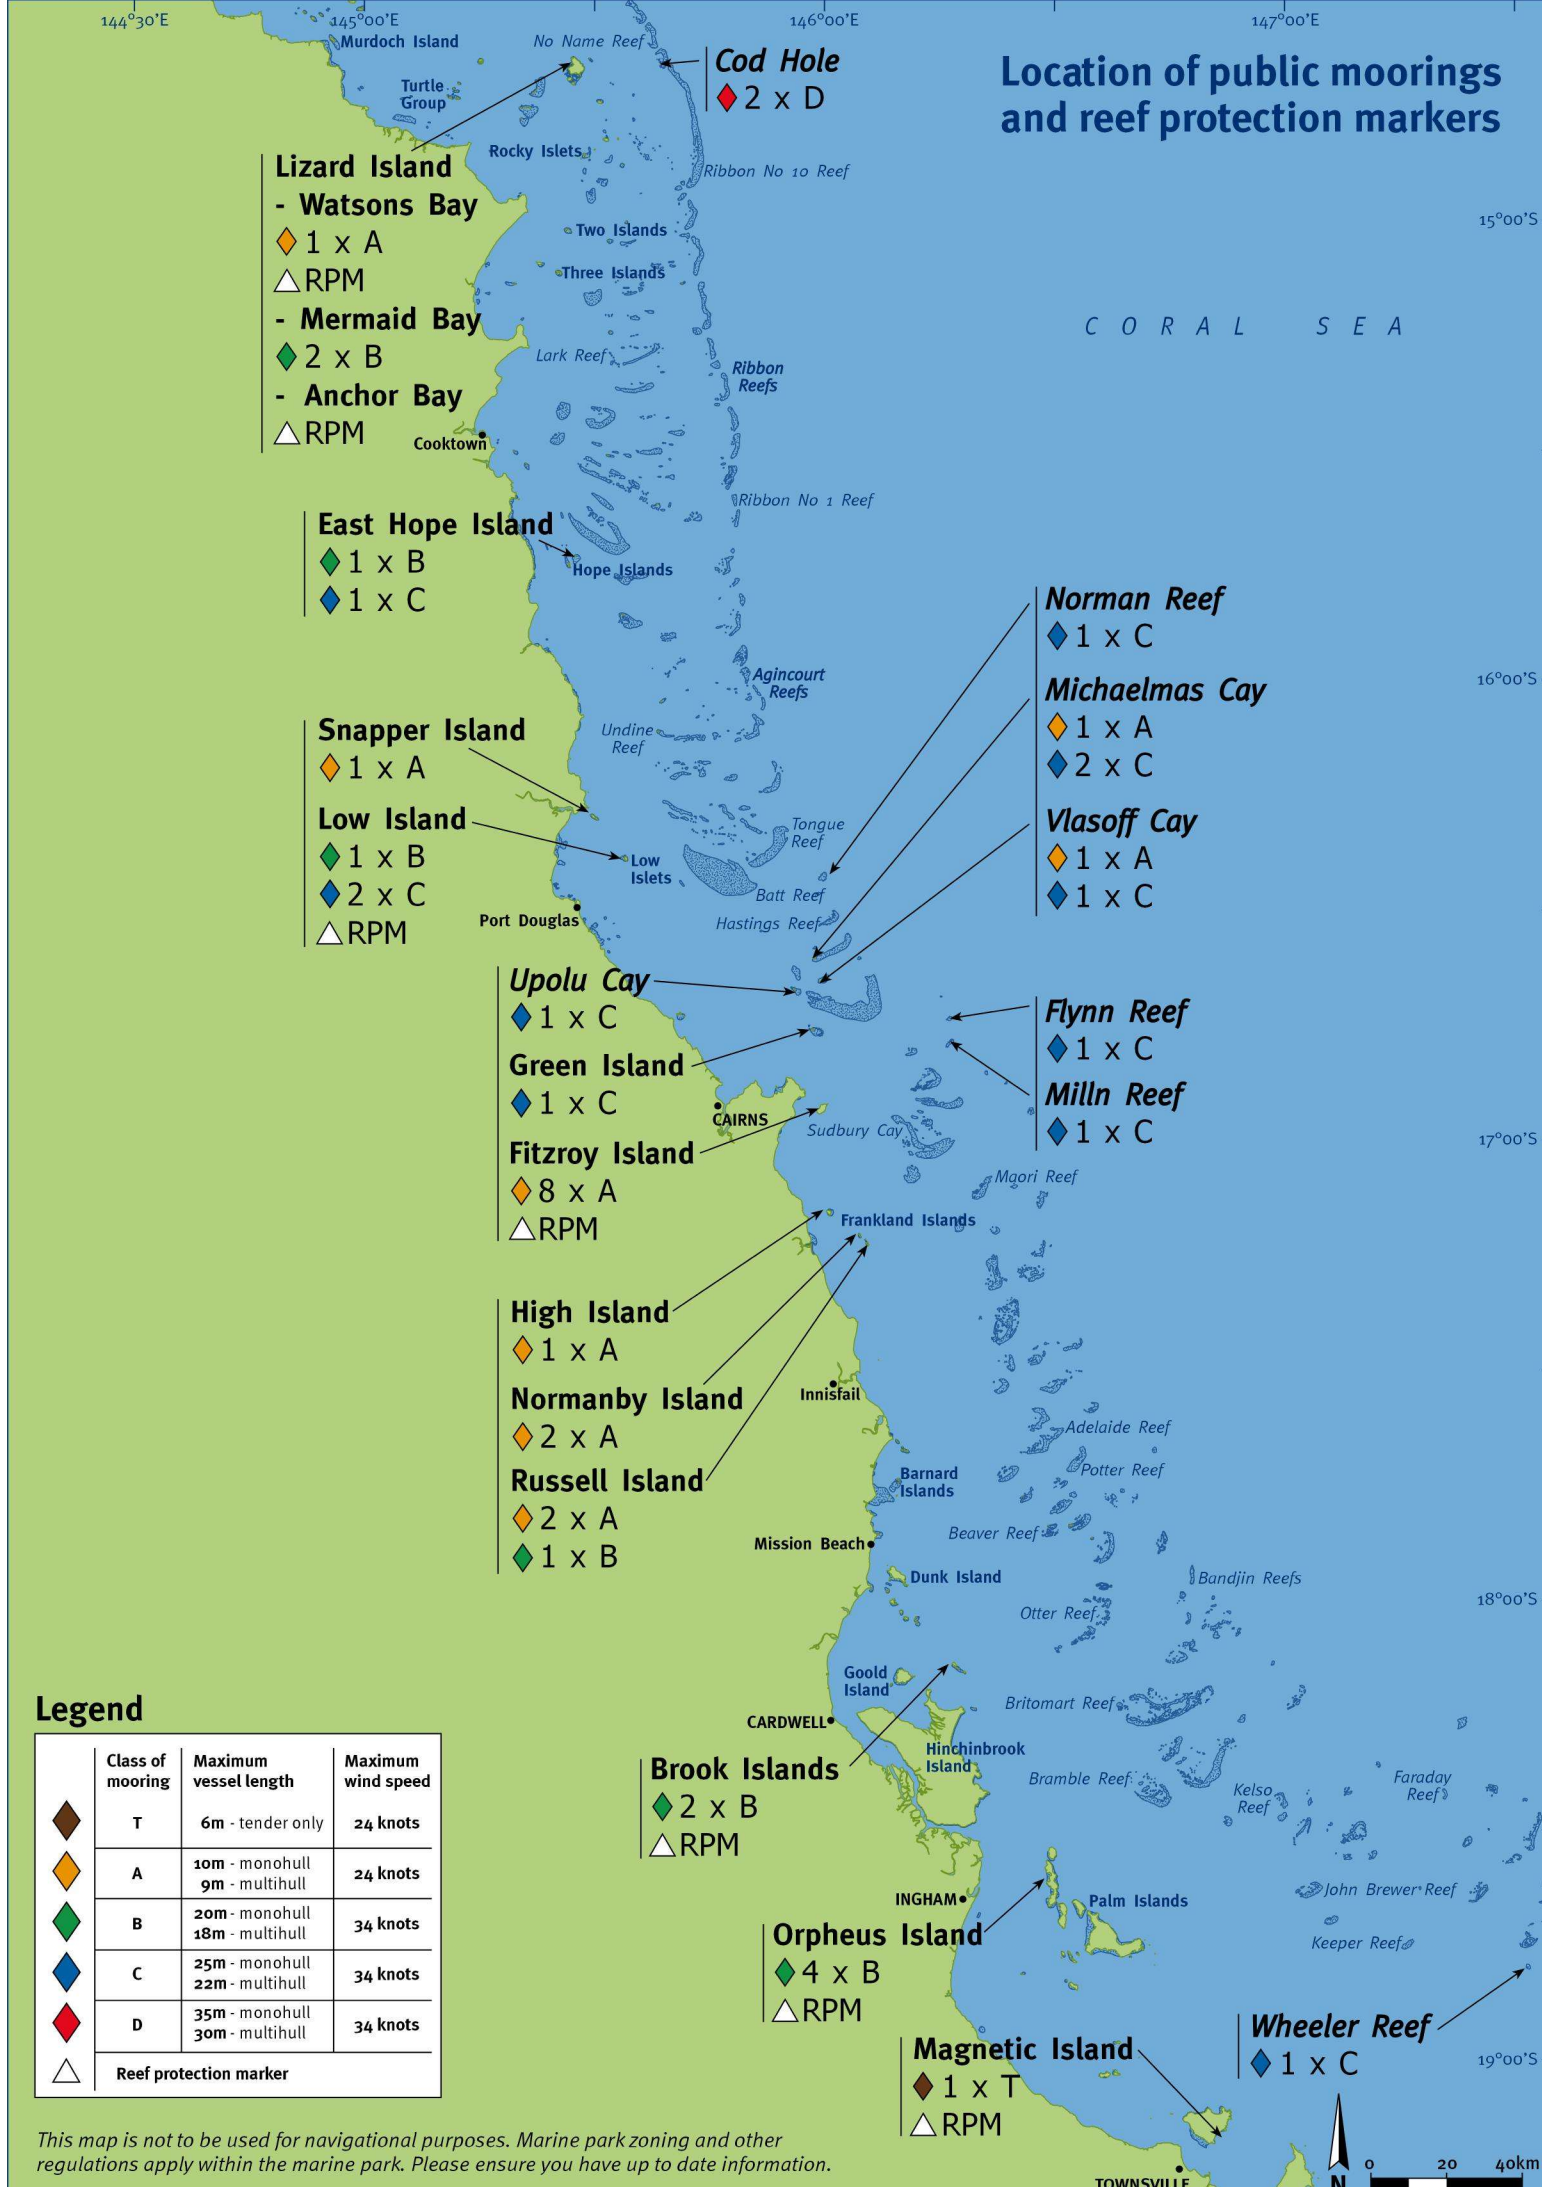 144°30'E
145°00'E
146°00'E
147°00'E
Location of public moorings
and reef protection markers
Murdoch Island
No Name Reef
Cod Hole
2 x D
Turtle
Group
Rocky Islets
Ribbon No 10 Reef
Lizard Island
- Watsons Bay
1 x A
RPM
- Mermaid Bay
2 x B
- Anchor Bay
RPM
Two Islands
Three Islands
15°00'S
CORAL SEA
Lark Reef
Ribbon
Reefs
Cooktown
Ribbon No 1 Reef
East Hope Island
1 x B
1 x C
Hope Islands
Norman Reef
1 x C
Michaelmas Cay
1 x A
2 x C
Vlasoff Cay
1 x A
1 x C
16°00'S
Agincourt
Reefs
Undine
Reef
Snapper Island
1 x A
Low Island
1 x B
2 x C
RPM
Low
Islets
Tongue
Reef
Batt Reef
Hastings Reef
Port Douglas
Upolu Cay
1 x C
Green Island
1 x C
Fitzroy Island
8 x A
RPM
Flynn Reef
1 x C
Milln Reef
1 x C
CAIRNS
Sudbury Cay
17°00'S
Maori Reef
Frankland Islands
High Island
1 x A
Normanby Island
2 x A
Russell Island
2 x A
1 x B
Innisfail
Adelaide Reef
Potter Reef
Barnard
Islands
Beaver Reef
Mission Beach
Dunk Island
Bandjin Reefs
Otter Reef
18°00'S
Goold
Island
Britomart Reef
CARDWELL
Hinchinbrook
Island
Brook Islands
2 x B
RPM
Bramble Reef
Kelso
Reef
Faraday
Reef
INGHAM
Palm Islands
John Brewer Reef
Keeper Reef
Orpheus Island
4 x B
RPM
Magnetic Island
1 x T
RPM
Wheeler Reef
1 x C
19°00'S
TOWNSVILLE
N
0 20 40km
Legend
Class of
mooring
Maximum
vessel length
Maximum
wind speed
T 6m - tender only 24 knots
A 10m - monohull
9m - multihull 24 knots
B 20m - monohull
18m - multihull 34 knots
C 25m - monohull
22m - multihull 34 knots
D 35m - monohull
30m - multihull 34 knots
Reef protection marker
This map is not to be used for navigational purposes. Marine park zoning and other
regulations apply within the marine park. Please ensure you have up to date information.